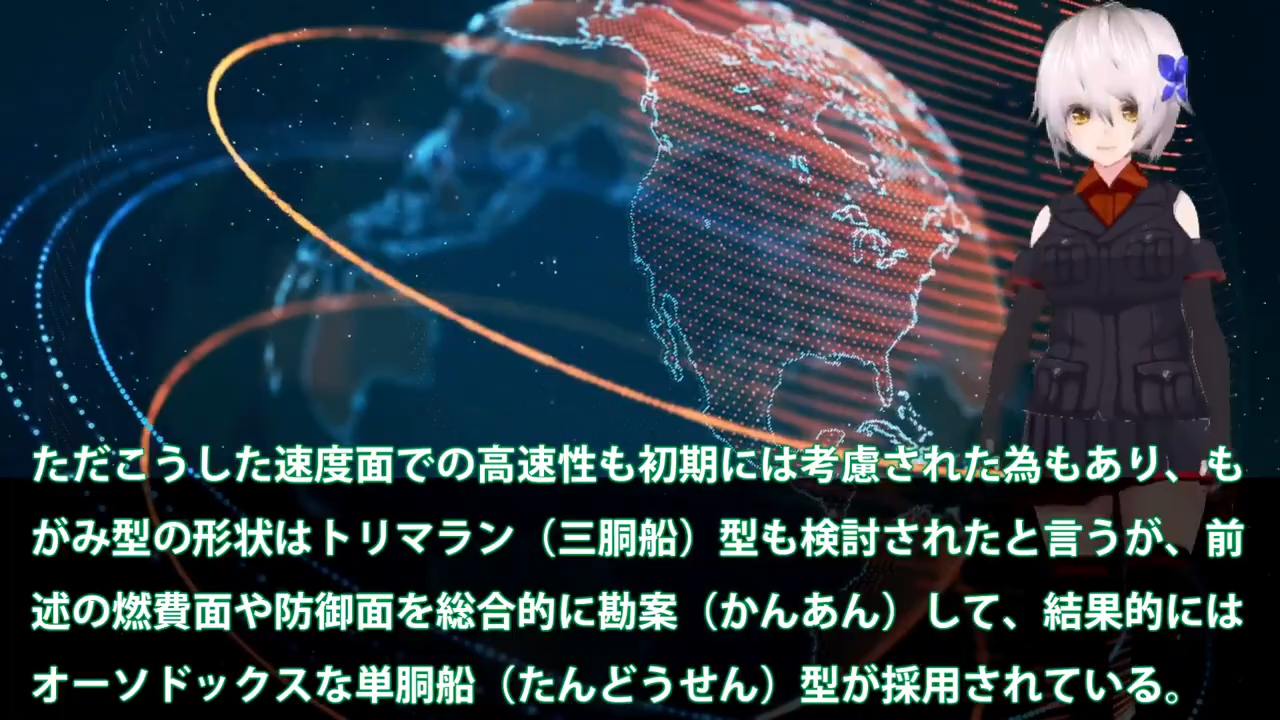 ただこうした速度面での高速性も初期には考慮された為もあり、も
がみ型の形状はトリマラン（三胴船）型も検討されたと言うが、前
述の燃費面や防御面を総合的に勘案（かんあん）して、結果的には
オーソドックスな単胴船（たんどうせん）型が採用されている。